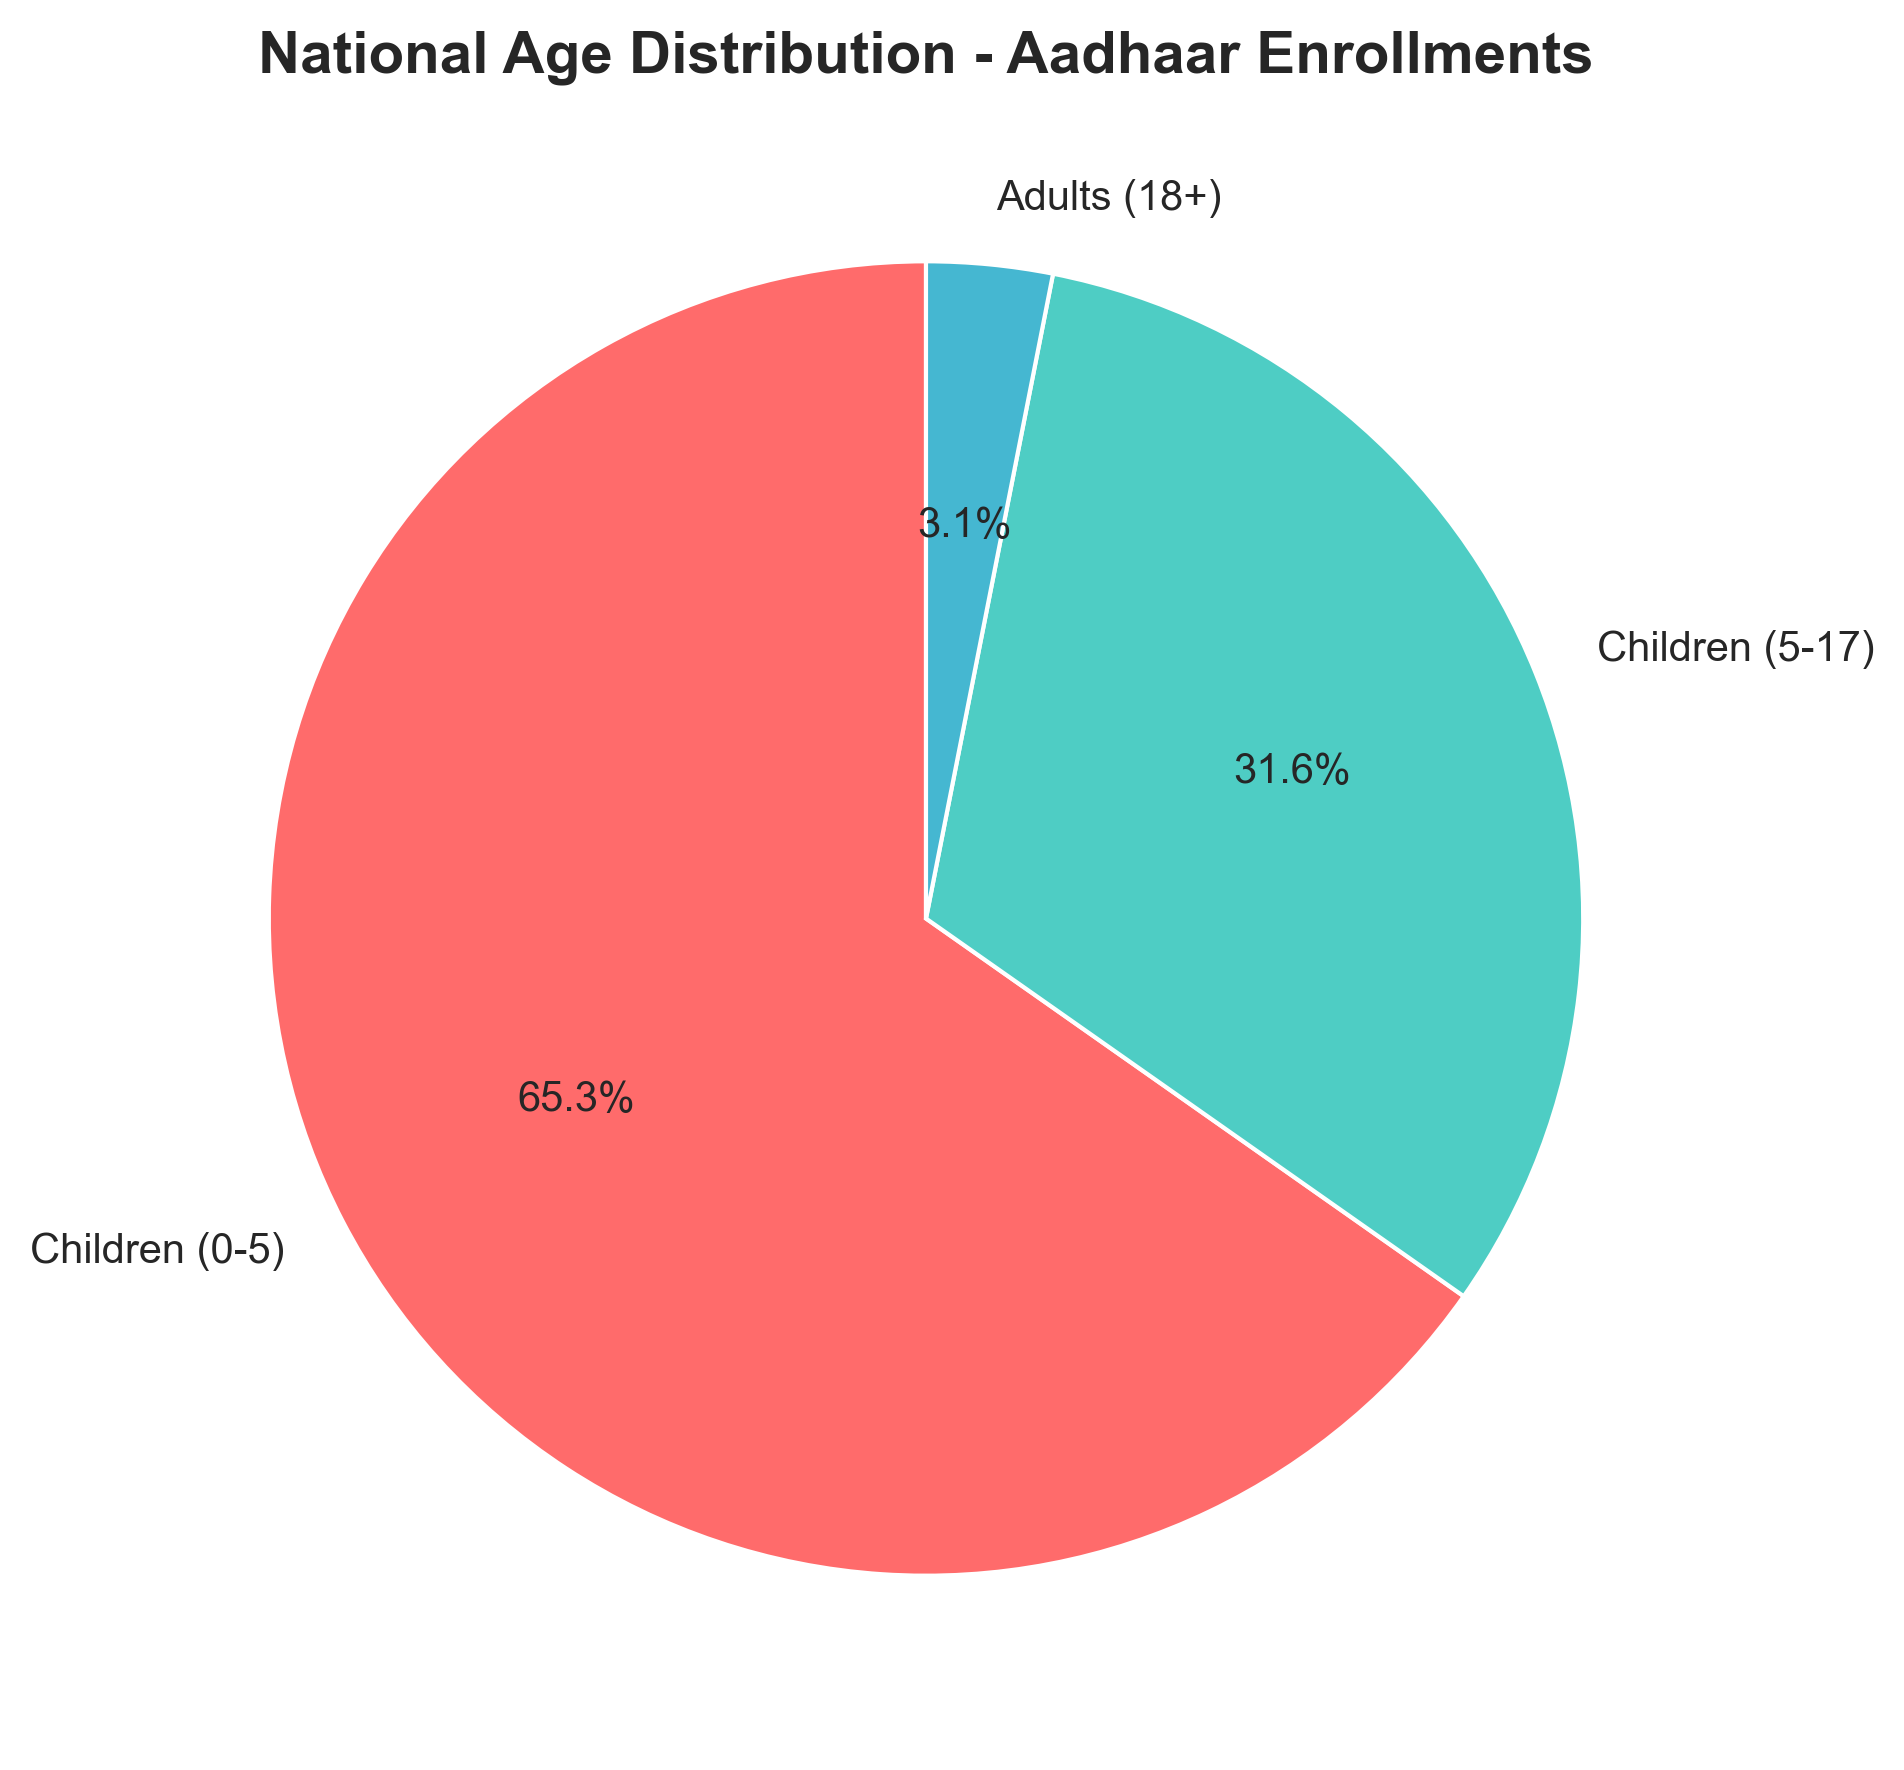 National Age Distribution - Aadhaar Enrollments
Adults (18+)
3.1%
Children (5-17)
31.6%
65.3%
Children (0-5)